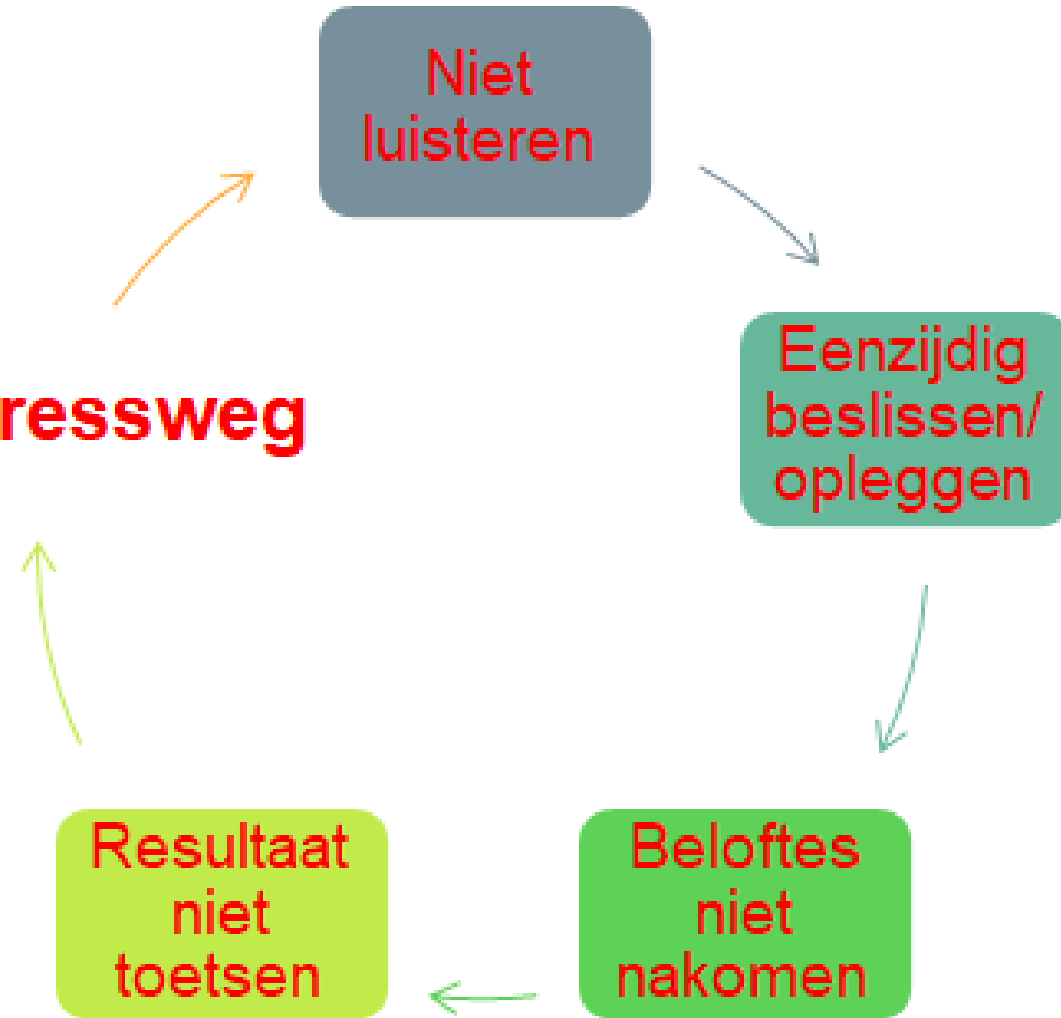 Niet
luisteren
Eenzijdig
beslissen/
opleggen
Beloftes
niet
nakomen
Resultaat
niet
toetsen
ressweg